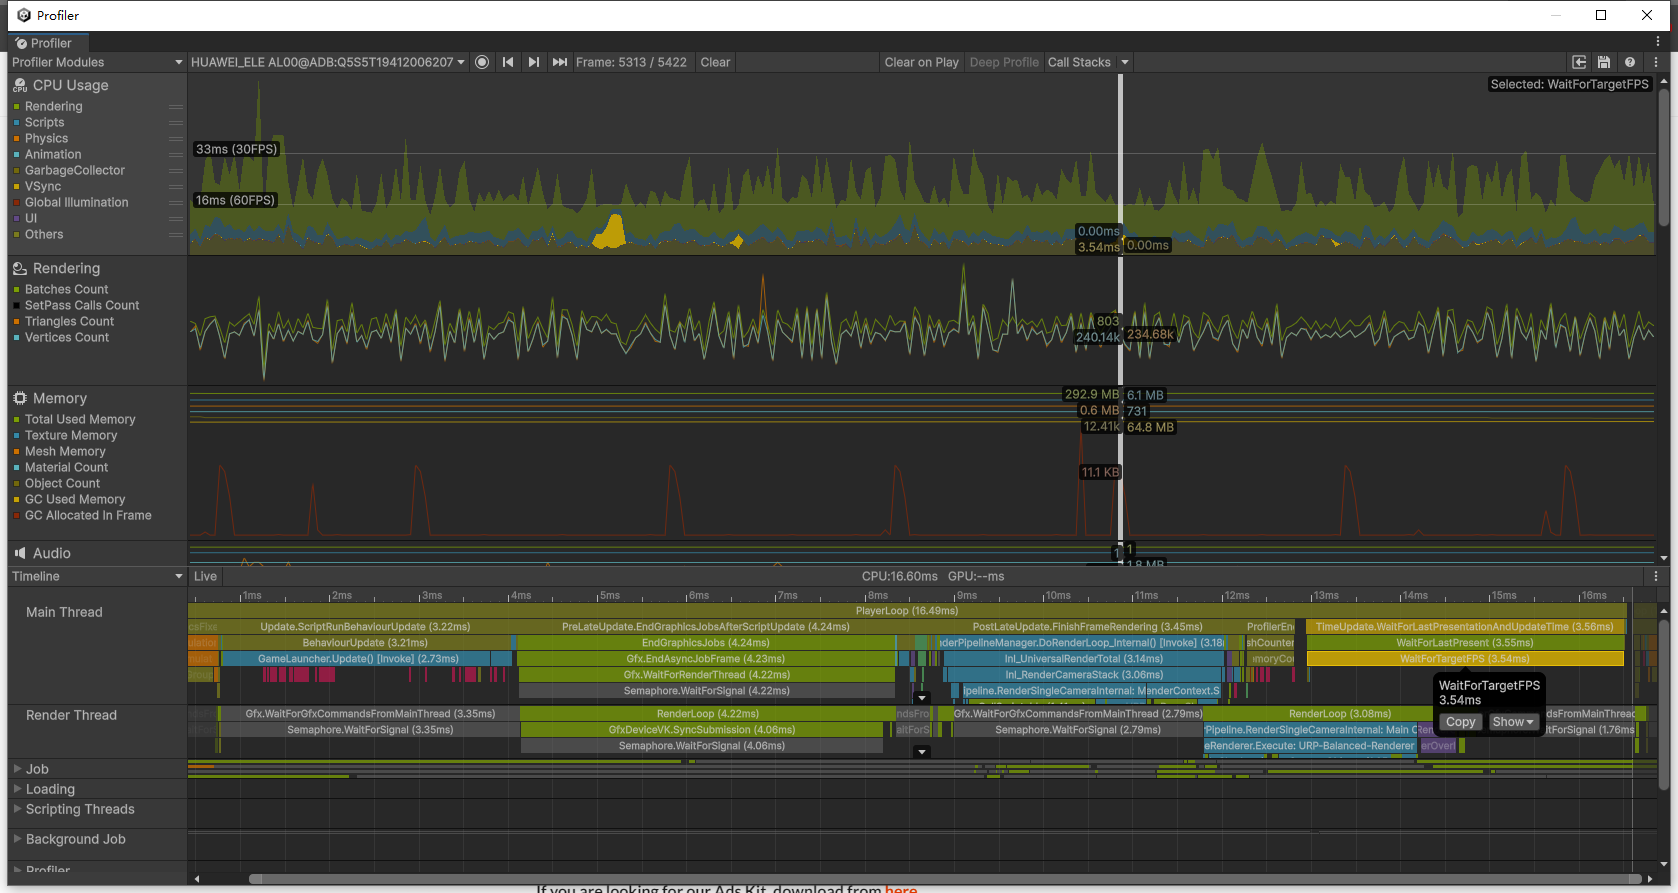 Profiler
Profiler
Profiler Modules
HUAWEI_ELE AL00@ADB:Q5S5T19412006207
Frame: 5313 / 5422
Clear
Clear on Play
Deep Profile
Call Stacks
CPU Usage
Selected: WaitForTargetFPS
Rendering
Scripts
Physics
Animation
GarbageCollector
VSync
Global Illumination
UI
Others
33ms (30FPS)
16ms (60FPS)
0.00ms
3.54ms
0.00ms
Rendering
Batches Count
SetPass Calls Count
Triangles Count
Vertices Count
803
240.14k
234.68k
Memory
Total Used Memory
Texture Memory
Mesh Memory
Material Count
Object Count
GC Used Memory
GC Allocated In Frame
292.9 MB
6.1 MB
0.6 MB
731
12.41k
64.8 MB
11.1 KB
Audio
1
1
1.8 MB
Timeline
Live
CPU:16.60ms GPU:--ms
1ms 2ms 3ms 4ms 5ms 6ms 7ms 8ms 9ms 10ms 11ms 12ms 13ms 14ms 15ms 16ms
Main Thread
PlayerLoop (16.49ms)
Update.ScriptRunBehaviourUpdate (3.22ms)
PreLateUpdate.EndGraphicsJobsAfterScriptUpdate (4.24ms)
PostLateUpdate.FinishFrameRendering (3.45ms)
ProfilerEn
TimeUpdate.WaitForLastPresentationAndUpdateTime (3.56ms)
BehaviourUpdate (3.21ms)
EndGraphicsJobs (4.24ms)
nderPipelineManager.DoRenderLoop_Internal() [Invoke] (3.18
shCounter
WaitForLastPresent (3.55ms)
GameLauncher.Update() [Invoke] (2.73ms)
Gfx.EndAsyncJobFrame (4.23ms)
Inl_UniversalRenderTotal (3.14ms)
moryCo
WaitForTargetFPS (3.54ms)
Gfx.WaitForRenderThread (4.22ms)
Inl_RenderCameraStack (3.06ms)
Semaphore.WaitForSignal (4.22ms)
ipeline.RenderSingleCameraInternal: M
enderContext.S
WaitForTargetFPS
3.54ms
Copy
Show
Render Thread
Gfx.WaitForGfxCommandsFromMainThread (3.35ms)
RenderLoop (4.22ms)
ndsFro
Gfx.WaitForGfxCommandsFromMainThread (2.79ms)
RenderLoop (3.08ms)
dsFromMainThread
Semaphore.WaitForSignal (3.35ms)
GfxDeviceVK.SyncSubmission (4.06ms)
aitForS
Semaphore.WaitForSignal (2.79ms)
Pipeline.RenderSingleCameraInternal: Main C
rSignal (1.76ms
Semaphore.WaitForSignal (4.06ms)
eRenderer.Execute: URP-Balanced-Renderer
erOverl
Job
Loading
Scripting Threads
Background Job
Profiler
If you are looking for our Ads Kit, download from here